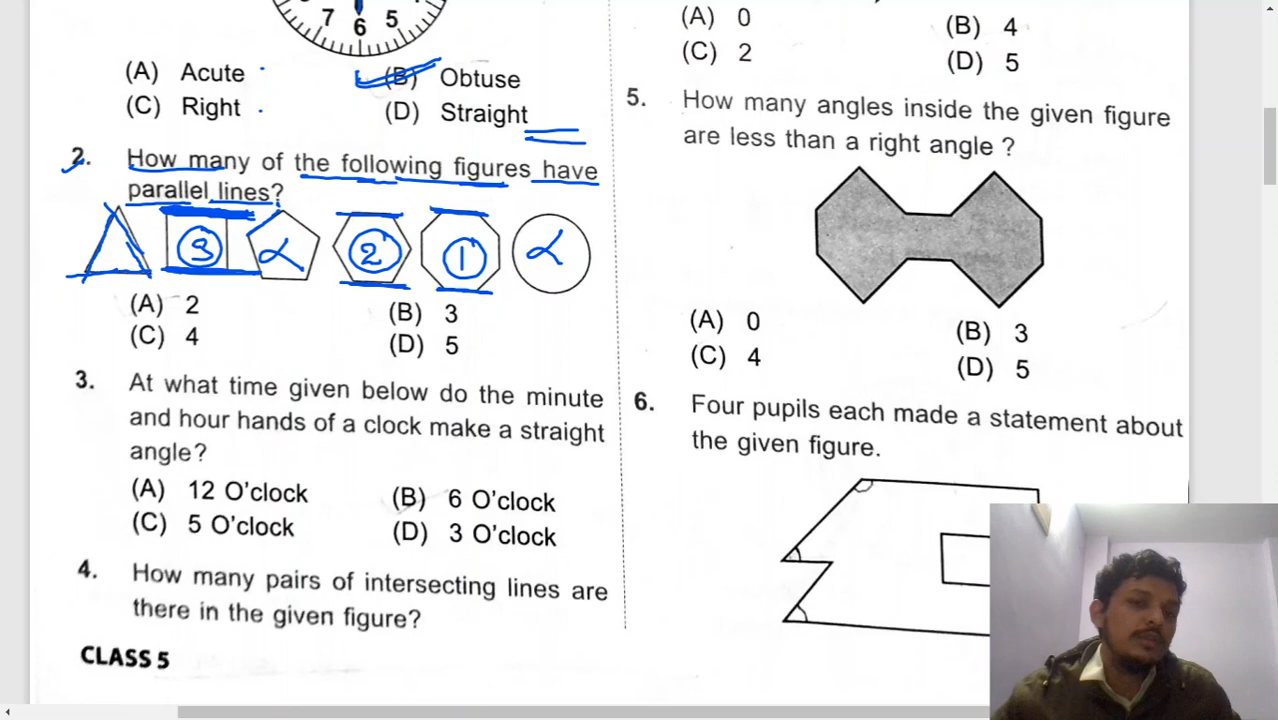 7 6 5
(A) Acute (B) Obtuse
(C) Right (D) Straight
2. How many of the following figures have
parallel lines?
3 2 1
(A) 2 (B) 3
(C) 4 (D) 5
3. At what time given below do the minute
and hour hands of a clock make a straight
angle?
(A) 12 O'clock (B) 6 O'clock
(C) 5 O'clock (D) 3 O'clock
4. How many pairs of intersecting lines are
there in the given figure?
CLASS 5
(A) 0 (B) 4
(C) 2 (D) 5
5. How many angles inside the given figure
are less than a right angle ?
(A) 0 (B) 3
(C) 4 (D) 5
6. Four pupils each made a statement about
the given figure.